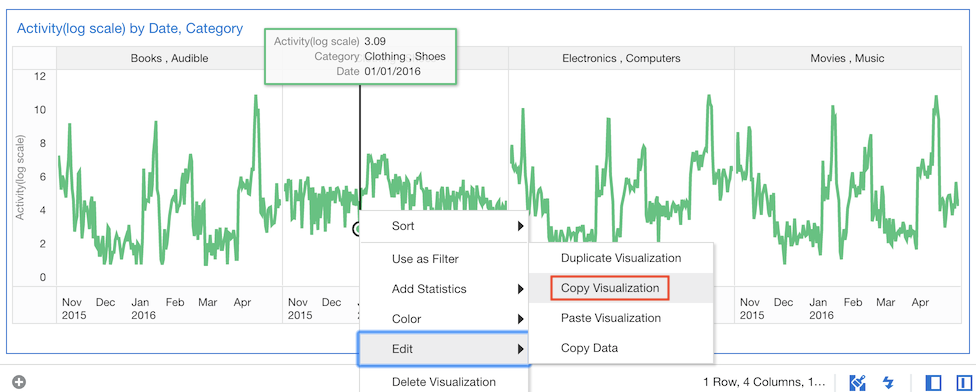 Activity(log scale) by Date, Category
Activity(log scale) 3.09
Category Clothing , Shoes
Date 01/01/2016
Books , Audible
Electronics , Computers
Movies , Music
Activity(log scale)
12
10
8
6
4
2
0
Nov Dec Jan Feb Mar Apr
2015 2016
Nov Dec
2015
Nov Dec Jan Feb Mar Apr
2015 2016
Sort
Use as Filter
Add Statistics
Color
Edit
Delete Visualization
Duplicate Visualization
Copy Visualization
Paste Visualization
Copy Data
1 Row, 4 Columns, 1…